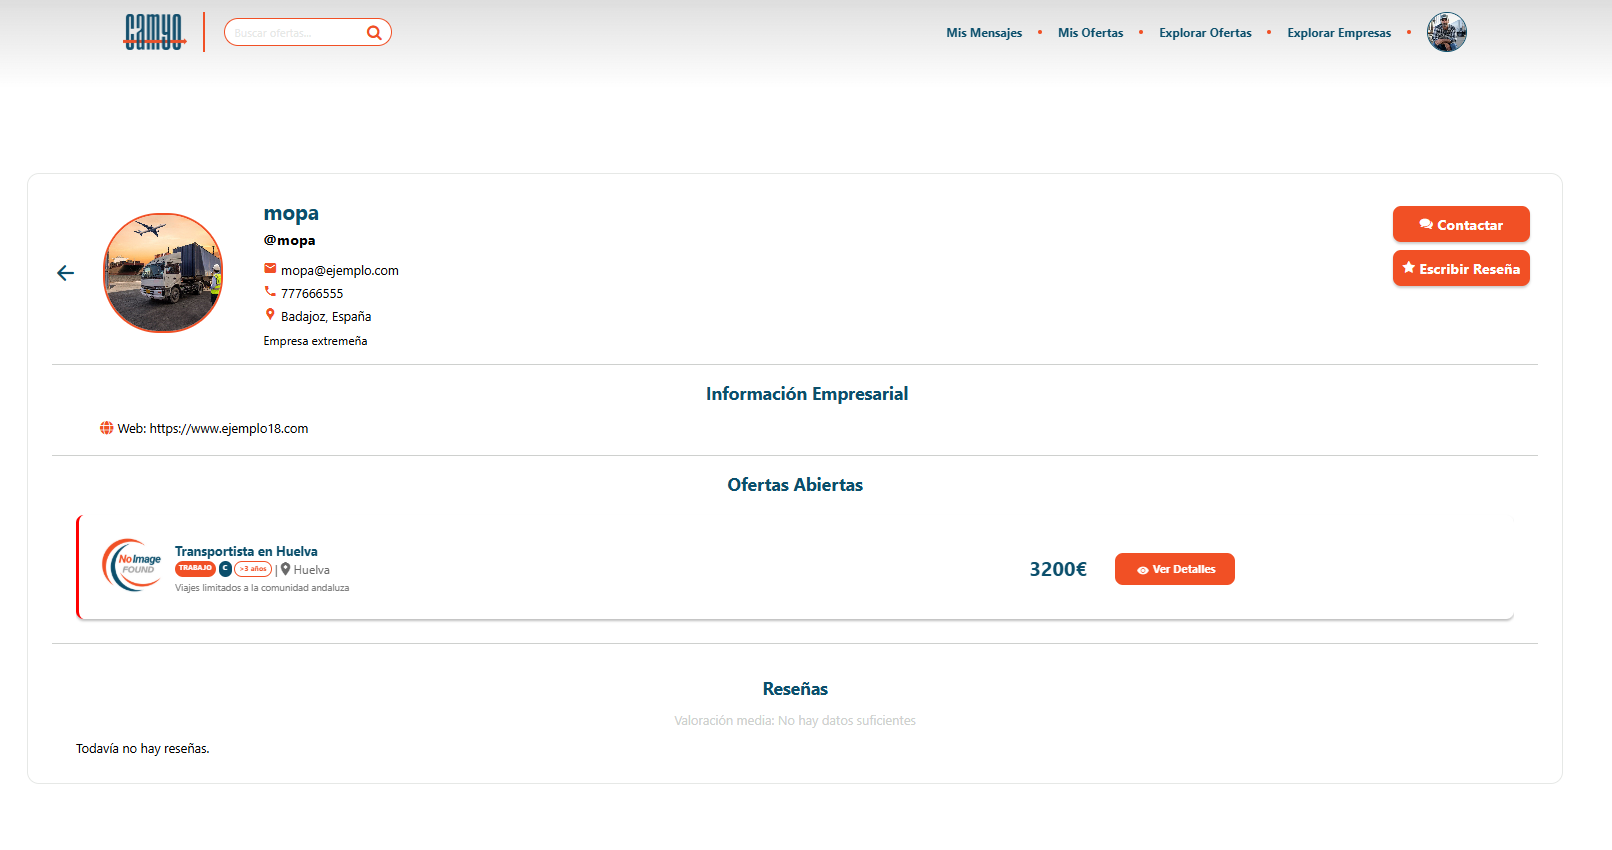 camyo
Buscar ofertas...
Mis Mensajes • Mis Ofertas • Explorar Ofertas • Explorar Empresas •
mopa
@mopa
mopa@ejemplo.com
777666555
Badajoz, España
Empresa extremeña
Contactar
Escribir Reseña
Información Empresarial
Web: https://www.ejemplo18.com
Ofertas Abiertas
No Image
FOUND
Transportista en Huelva
TRABAJO C >3 años | Huelva
Viajes limitados a la comunidad andaluza
3200€
Ver Detalles
Reseñas
Valoración media: No hay datos suficientes
Todavía no hay reseñas.